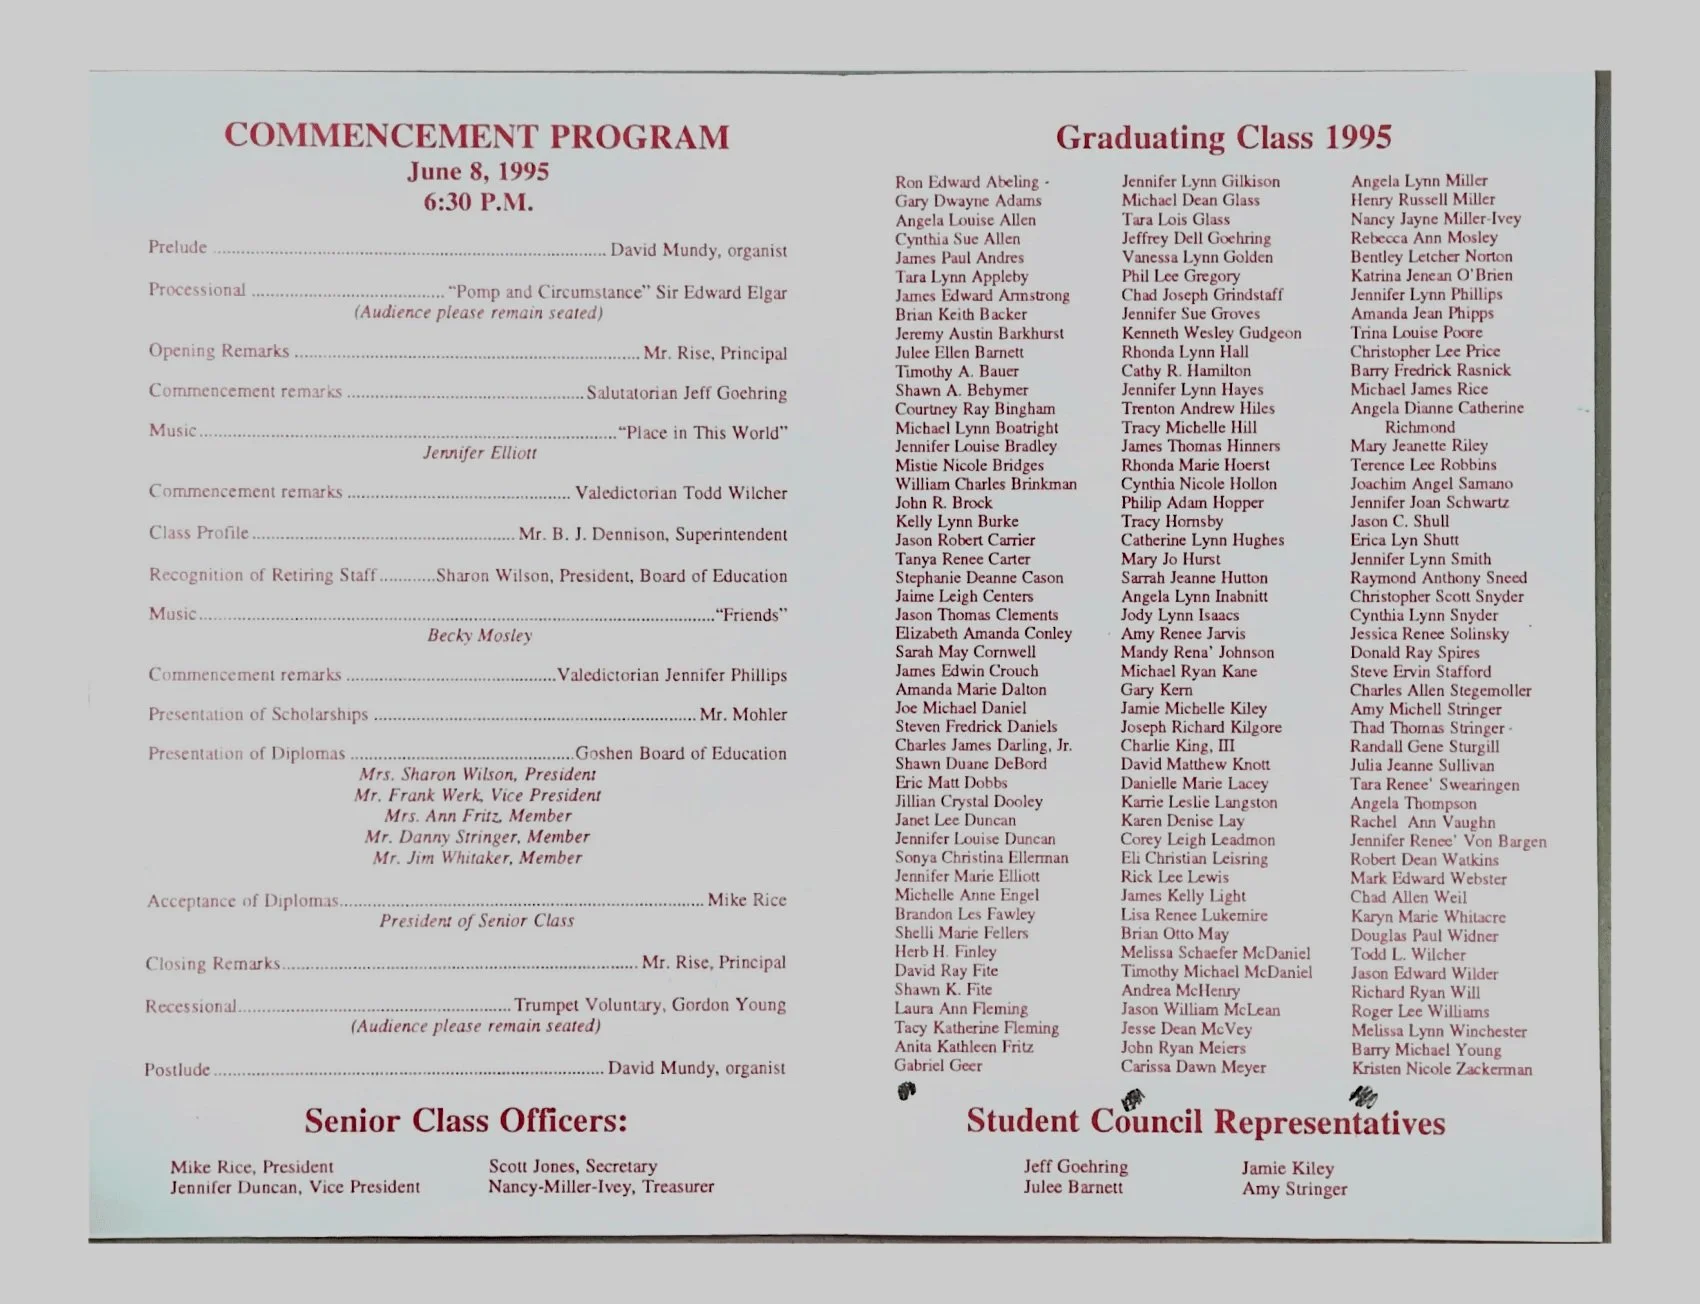 COMMENCEMENT PROGRAM
June 8, 1995
6:30 P.M.
Prelude ........ David Mundy, organist
Processional ........ "Pomp and Circumstance" Sir Edward Elgar
(Audience please remain seated)
Opening Remarks ........ Mr. Rise, Principal
Commencement remarks ........ Salutatorian Jeff Goehring
Music ........ "Place in This World"
Jennifer Elliott
Commencement remarks ........ Valedictorian Todd Wilcher
Class Profile ........ Mr. B. J. Dennison, Superintendent
Recognition of Retiring Staff ........ Sharon Wilson, President, Board of Education
Music ........ "Friends"
Becky Mosley
Commencement remarks ........ Valedictorian Jennifer Phillips
Presentation of Scholarships ........ Mr. Mohler
Presentation of Diplomas ........ Goshen Board of Education
Mrs. Sharon Wilson, President
Mr. Frank Werk, Vice President
Mrs. Ann Fritz, Member
Mr. Danny Stringer, Member
Mr. Jim Whitaker, Member
Acceptance of Diplomas ........ Mike Rice
President of Senior Class
Closing Remarks ........ Mr. Rise, Principal
Recessional ........ Trumpet Voluntary, Gordon Young
(Audience please remain seated)
Postlude ........ David Mundy, organist
Senior Class Officers:
Mike Rice, President
Jennifer Duncan, Vice President
Scott Jones, Secretary
Nancy-Miller-Ivey, Treasurer
Graduating Class 1995
Ron Edward Abeling -
Gary Dwayne Adams
Angela Louise Allen
Cynthia Sue Allen
James Paul Andres
Tara Lynn Appleby
James Edward Armstrong
Brian Keith Backer
Jeremy Austin Barkhurst
Julee Ellen Barnett
Timothy A. Bauer
Shawn A. Behymer
Courtney Ray Bingham
Michael Lynn Boatright
Jennifer Louise Bradley
Mistie Nicole Bridges
William Charles Brinkman
John R. Brock
Kelly Lynn Burke
Jason Robert Carrier
Tanya Renee Carter
Stephanie Deanne Cason
Jaime Leigh Centers
Jason Thomas Clements
Elizabeth Amanda Conley
Sarah May Cornwell
James Edwin Crouch
Amanda Marie Dalton
Joe Michael Daniel
Steven Fredrick Daniels
Charles James Darling, Jr.
Shawn Duane DeBord
Eric Matt Dobbs
Jillian Crystal Dooley
Janet Lee Duncan
Jennifer Louise Duncan
Sonya Christina Ellerman
Jennifer Marie Elliott
Michelle Anne Engel
Brandon Les Fawley
Shelli Marie Fellers
Herb H. Finley
David Ray Fite
Shawn K. Fite
Laura Ann Fleming
Tacy Katherine Fleming
Anita Kathleen Fritz
Gabriel Geer
Jennifer Lynn Gilkison
Michael Dean Glass
Tara Lois Glass
Jeffrey Dell Goehring
Vanessa Lynn Golden
Phil Lee Gregory
Chad Joseph Grindstaff
Jennifer Sue Groves
Kenneth Wesley Gudgeon
Rhonda Lynn Hall
Cathy R. Hamilton
Jennifer Lynn Hayes
Trenton Andrew Hiles
Tracy Michelle Hill
James Thomas Hinners
Rhonda Marie Hoerst
Cynthia Nicole Hollon
Philip Adam Hopper
Tracy Hornsby
Catherine Lynn Hughes
Mary Jo Hurst
Sarrah Jeanne Hutton
Angela Lynn Inabnitt
Jody Lynn Isaacs
Amy Renee Jarvis
Mandy Rena' Johnson
Michael Ryan Kane
Gary Kern
Jamie Michelle Kiley
Joseph Richard Kilgore
Charlie King, III
David Matthew Knott
Danielle Marie Lacey
Karrie Leslie Langston
Karen Denise Lay
Corey Leigh Leadmon
Eli Christian Leisring
Rick Lee Lewis
James Kelly Light
Lisa Renee Lukemire
Brian Otto May
Melissa Schaefer McDaniel
Timothy Michael McDaniel
Andrea McHenry
Jason William McLean
Jesse Dean McVey
John Ryan Meiers
Carissa Dawn Meyer
Angela Lynn Miller
Henry Russell Miller
Nancy Jayne Miller-Ivey
Rebecca Ann Mosley
Bentley Letcher Norton
Katrina Jenean O'Brien
Jennifer Lynn Phillips
Amanda Jean Phipps
Trina Louise Poore
Christopher Lee Price
Barry Fredrick Rasnick
Michael James Rice
Angela Dianne Catherine
Richmond
Mary Jeanette Riley
Terence Lee Robbins
Joachim Angel Samano
Jennifer Joan Schwartz
Jason C. Shull
Erica Lyn Shutt
Jennifer Lynn Smith
Raymond Anthony Sneed
Christopher Scott Snyder
Cynthia Lynn Snyder
Jessica Renee Solinsky
Donald Ray Spires
Steve Ervin Stafford
Charles Allen Stegemoller
Amy Michell Stringer
Thad Thomas Stringer -
Randall Gene Sturgill
Julia Jeanne Sullivan
Tara Renee' Swearingen
Angela Thompson
Rachel Ann Vaughn
Jennifer Renee' Von Bargen
Robert Dean Watkins
Mark Edward Webster
Chad Allen Weil
Karyn Marie Whitacre
Douglas Paul Widner
Todd L. Wilcher
Jason Edward Wilder
Richard Ryan Will
Roger Lee Williams
Melissa Lynn Winchester
Barry Michael Young
Kristen Nicole Zackerman
Student Council Representatives
Jeff Goehring
Julee Barnett
Jamie Kiley
Amy Stringer